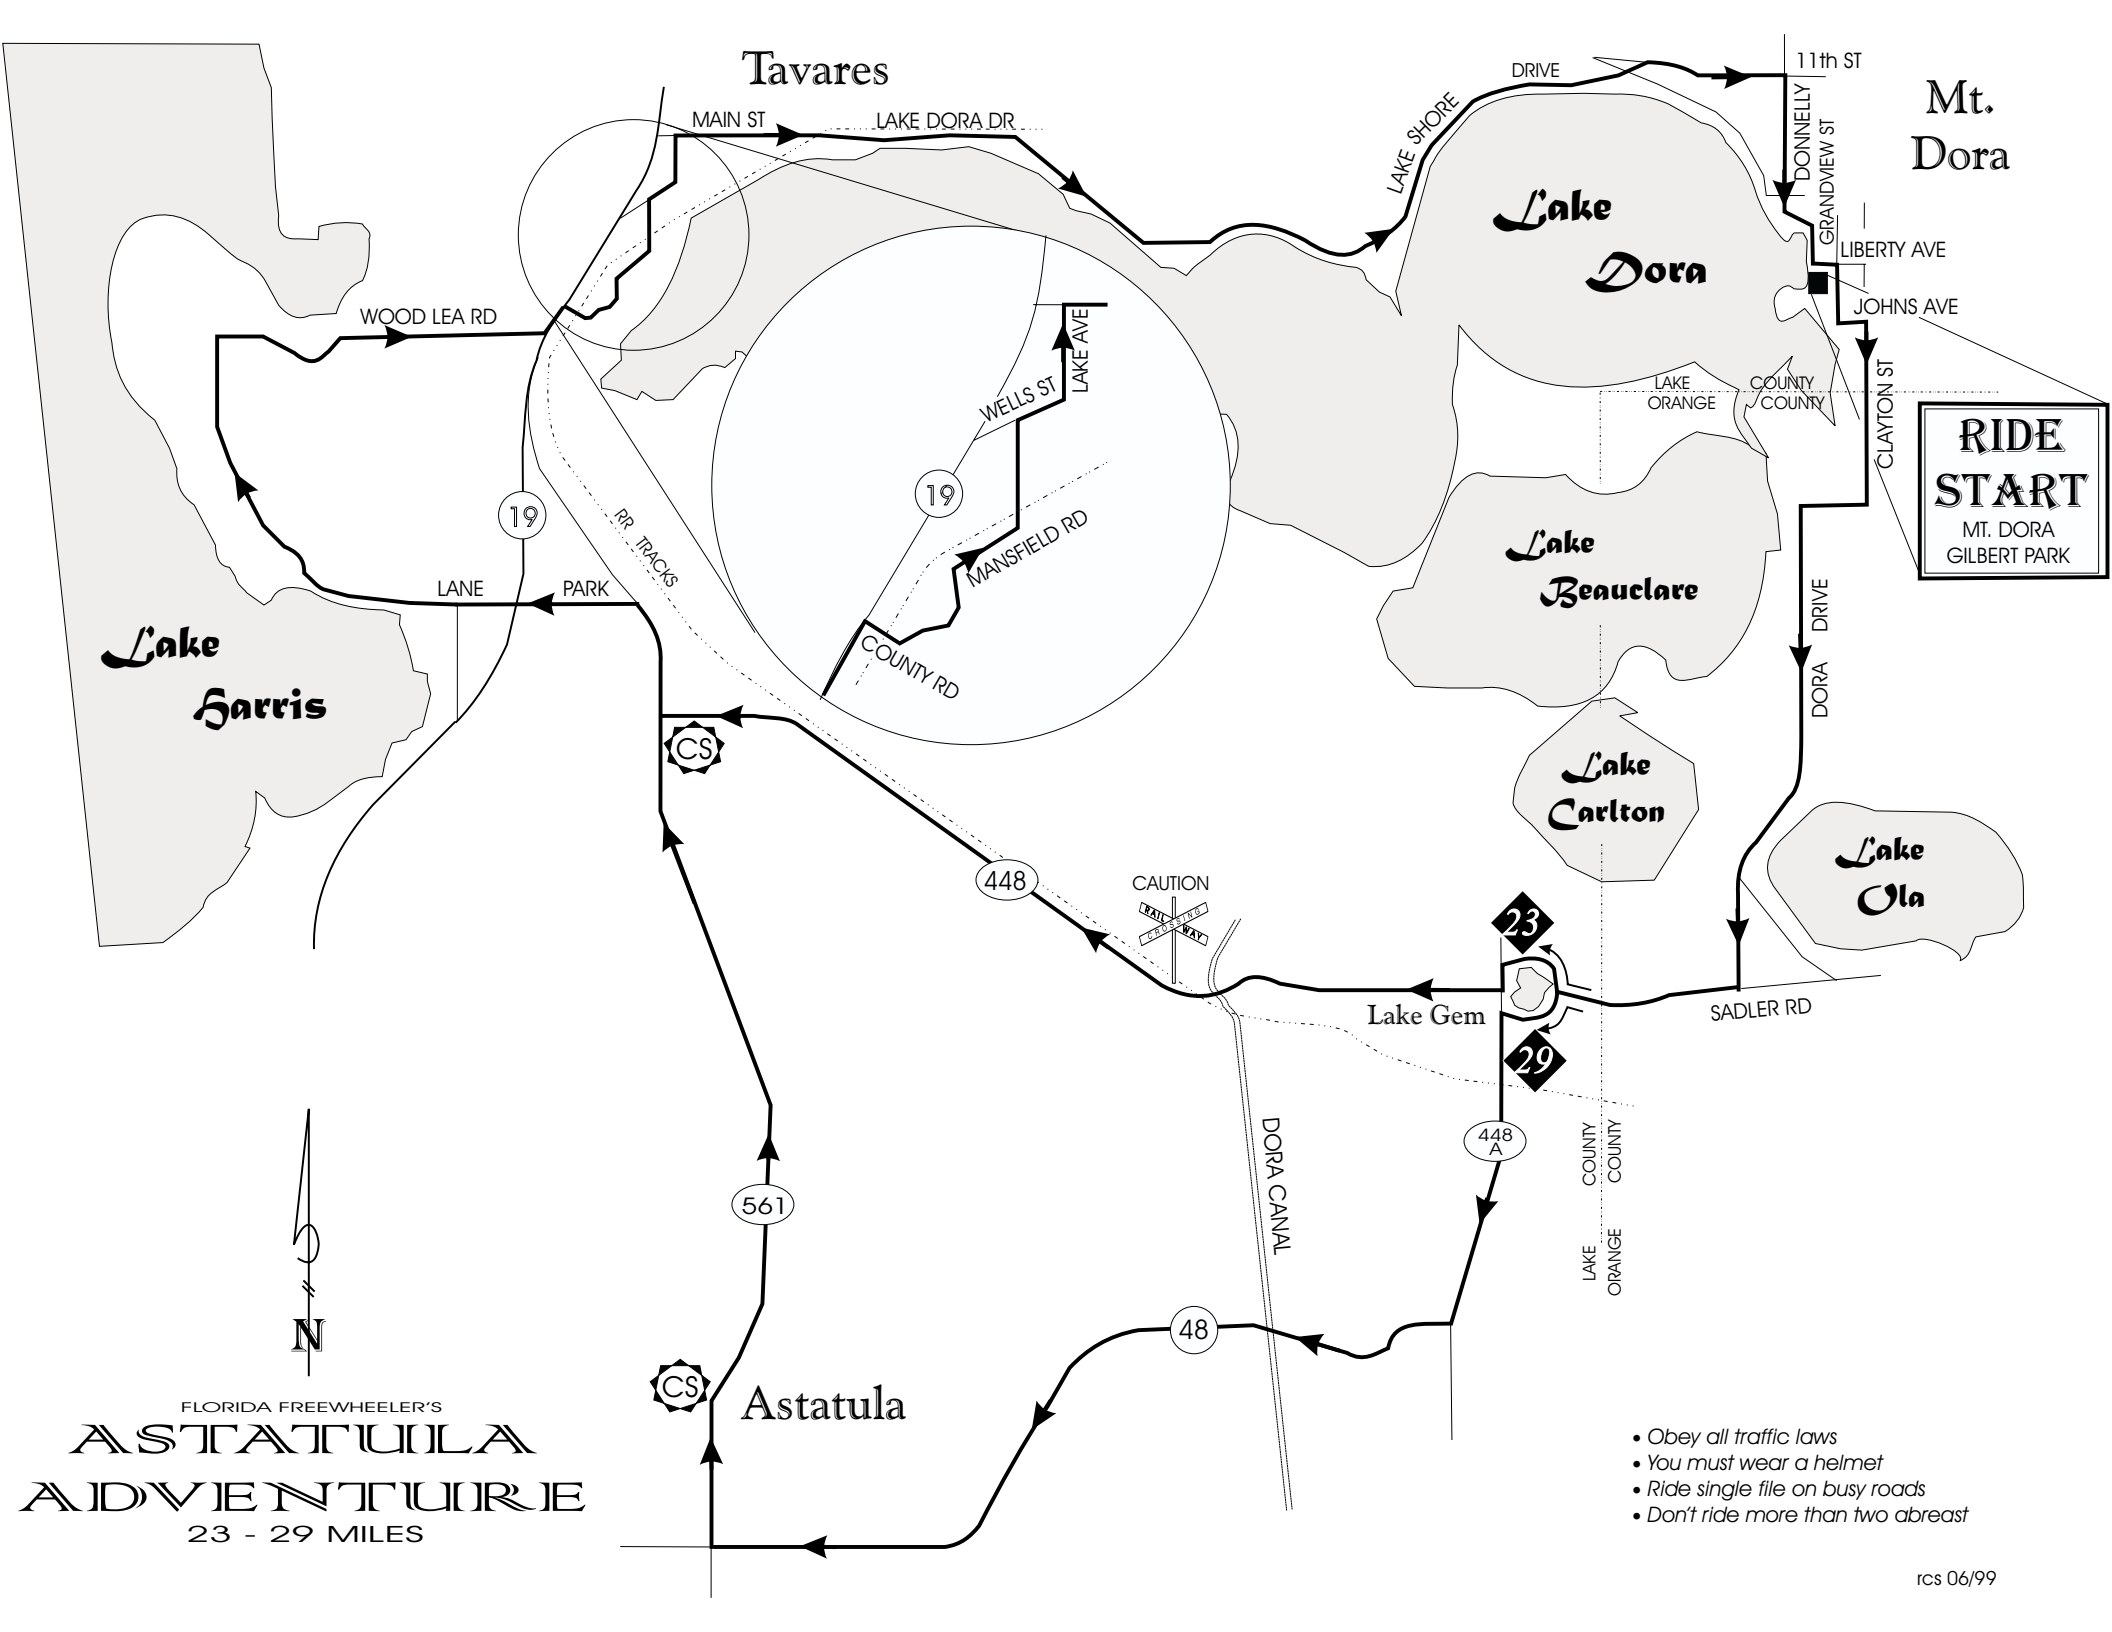 Tavares
Mt.
Dora
11th ST
DRIVE
LAKE SHORE
MAIN ST
LAKE DORA DR
DONNELLY
GRANDVIEW ST
LIBERTY AVE
JOHNS AVE
CLAYTON ST
Lake
Dora
WOOD LEA RD
LAKE AVE
WELLS ST
19
MANSFIELD RD
COUNTY RD
LAKE COUNTY
ORANGE COUNTY
RIDE
START
MT. DORA
GILBERT PARK
19
RR TRACKS
LANE PARK
Lake
Harris
Lake
Beauclare
DORA DRIVE
CS
Lake
Carlton
Lake
Ola
448
CAUTION
RAIL WAY
CROSSING
23
Lake Gem
29
SADLER RD
448
A
LAKE COUNTY
ORANGE COUNTY
DORA CANAL
561
48
CS
Astatula
N
FLORIDA FREEWHEELER'S
ASTATULA
ADVENTURE
23 - 29 MILES
• Obey all traffic laws
• You must wear a helmet
• Ride single file on busy roads
• Don't ride more than two abreast
rcs 06/99